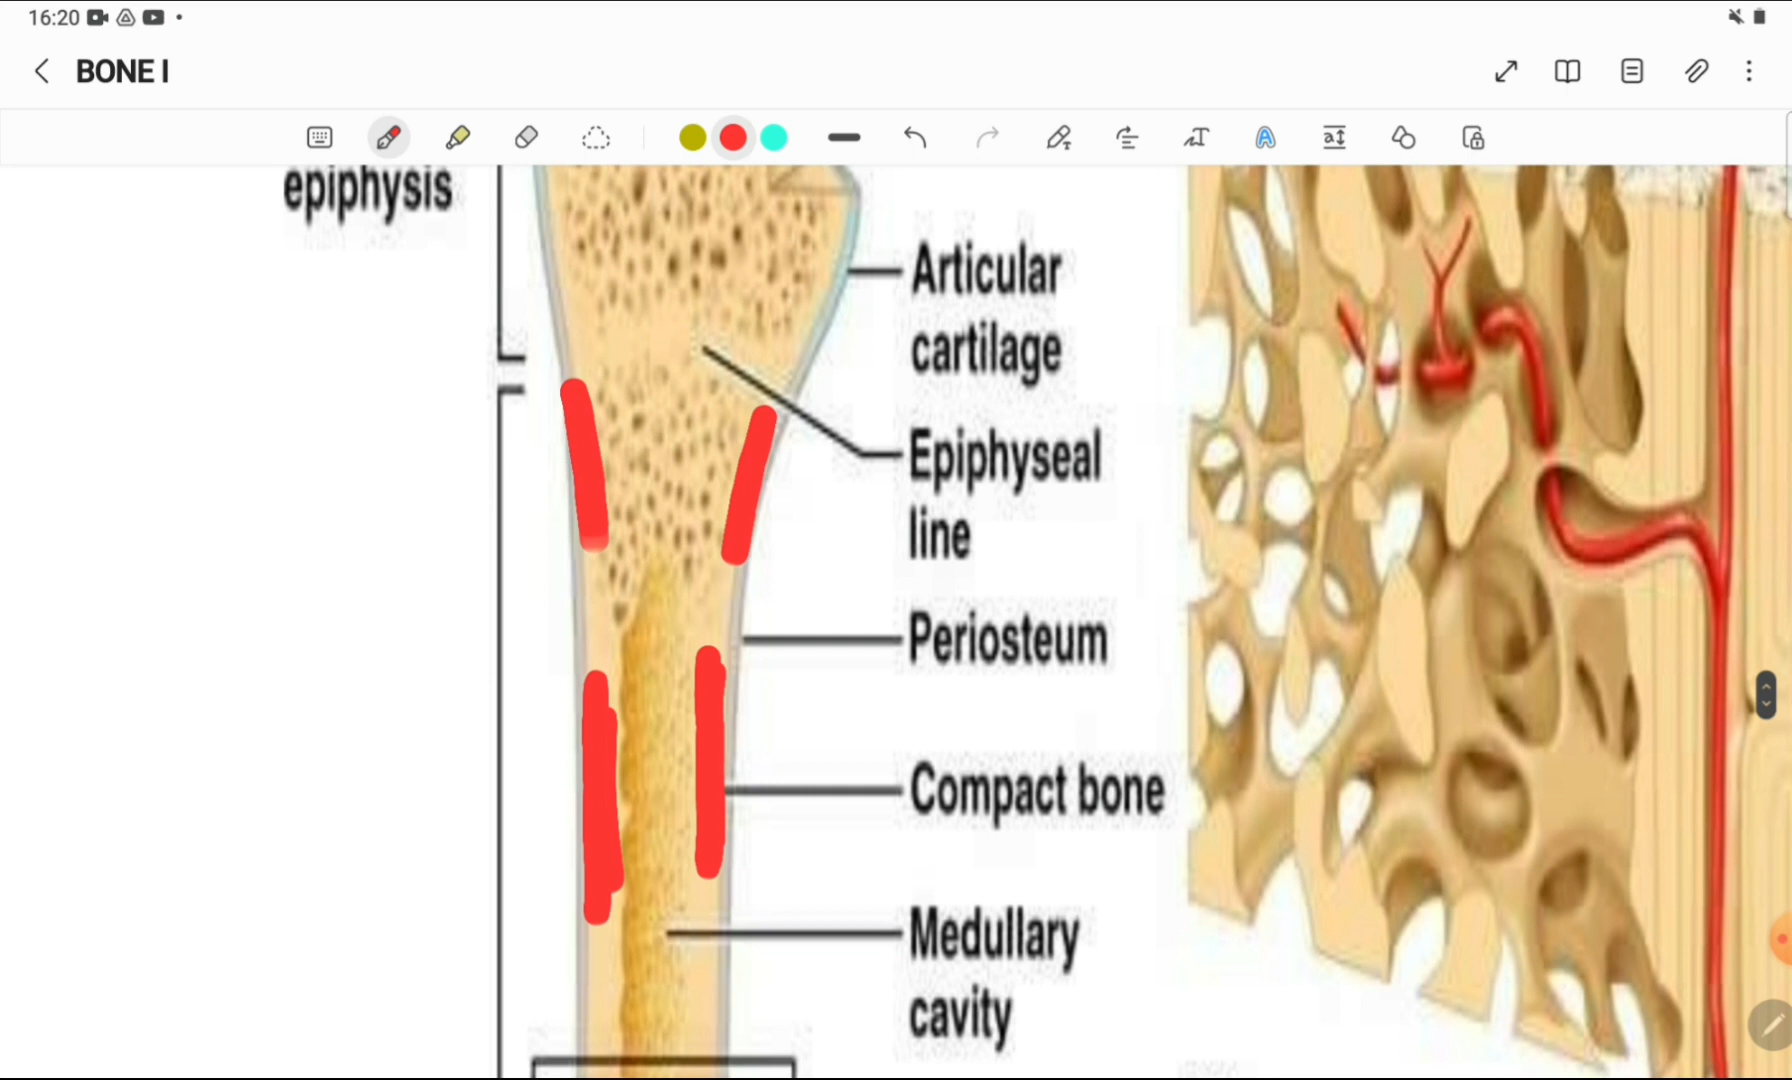 16:20
BONE I
epiphysis
Articular
cartilage
Epiphyseal
line
Periosteum
Compact bone
Medullary
cavity